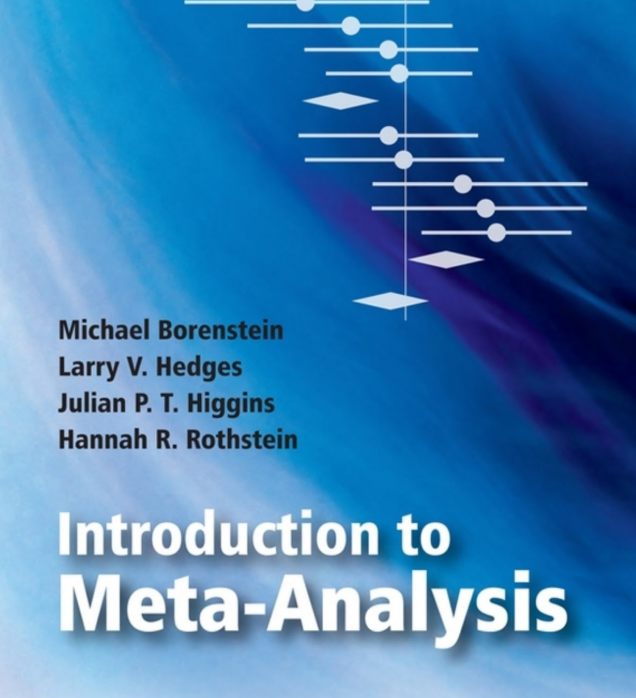 Michael Borenstein
Larry V. Hedges
Julian P. T. Higgins
Hannah R. Rothstein
Introduction to
Meta-Analysis